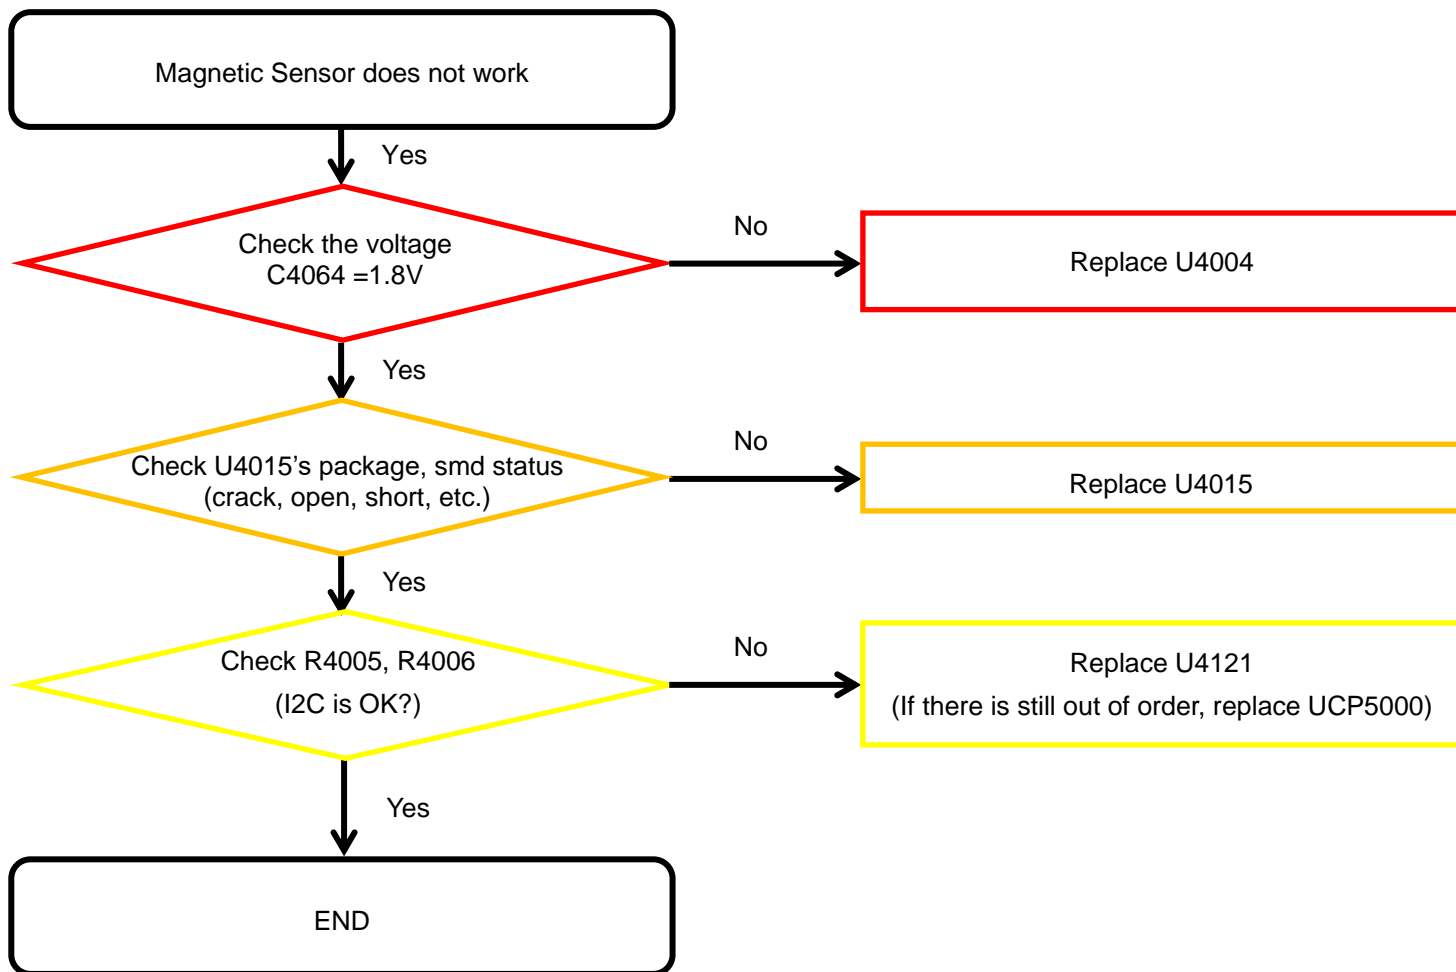 Magnetic Sensor does not work
Yes
Check the voltage
C4064 =1.8V
No
Replace U4004
Yes
Check U4015’s package, smd status
(crack, open, short, etc.)
No
Replace U4015
Yes
Check R4005, R4006
(I2C is OK?)
No
Replace U4121
(If there is still out of order, replace UCP5000)
Yes
END